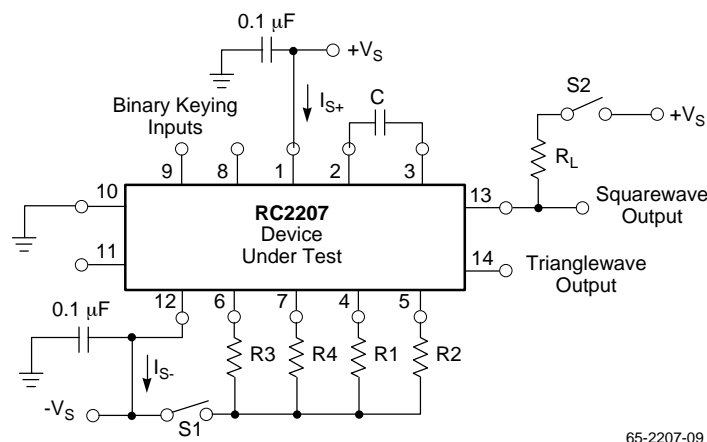 0.1 μF
+VS
IS+
C
S2
+VS
RL
Binary Keying
Inputs
9
8
1
2
3
10
11
RC2207
Device
Under Test
13
Squarewave
Output
14
Trianglewave
Output
12
6
7
4
5
0.1 μF
R3
R4
R1
R2
IS-
-VS
S1
65-2207-09